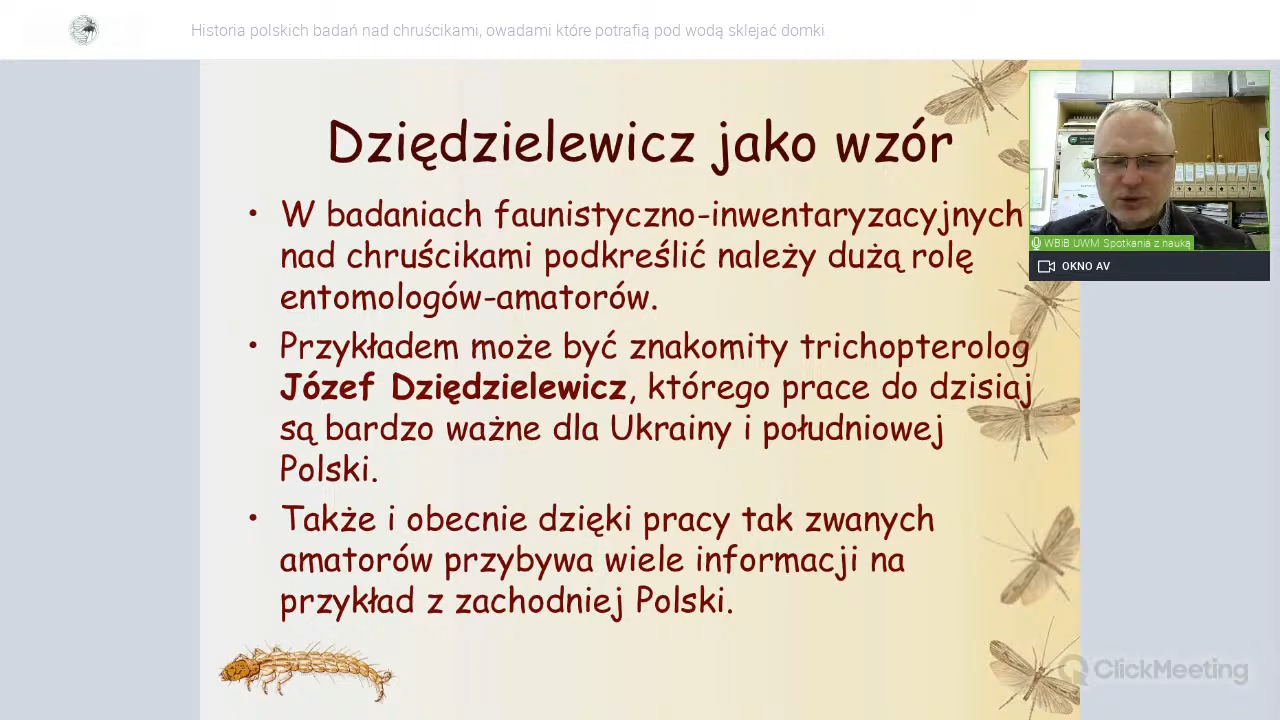 Historia polskich badań nad chruścikami, owadami które potrafią pod wodą sklejać domki
Dziędzielewicz jako wzór
• W badaniach faunistyczno-inwentaryzacyjnych
nad chruścikami podkreślić należy dużą rolę
entomologów-amatorów.
• Przykładem może być znakomity trichopterolog
Józef Dziędzielewicz, którego prace do dzisiaj
są bardzo ważne dla Ukrainy i południowej
Polski.
• Także i obecnie dzięki pracy tak zwanych
amatorów przybywa wiele informacji na
przykład z zachodniej Polski.
WBiB UWM Spotkania z nauką
OKNO AV
ClickMeeting